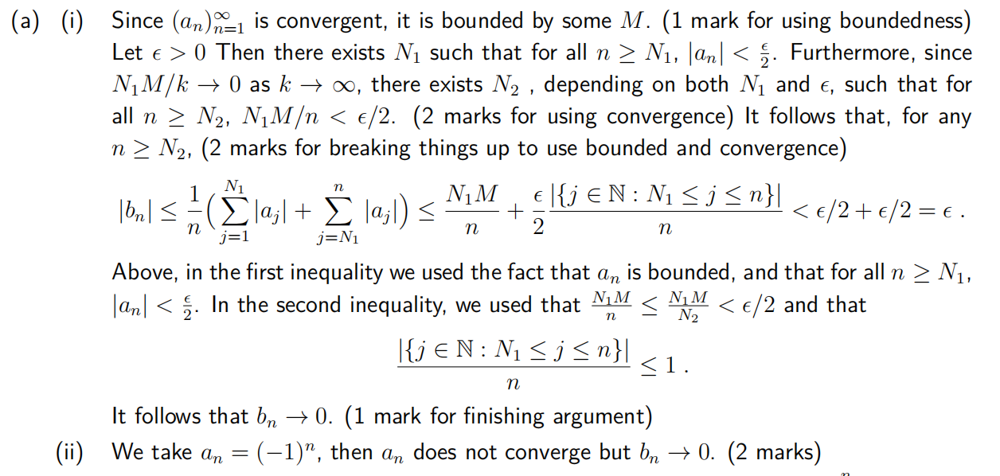 (a) (i) Since $(a_n)_{n=1}^{\infty}$ is convergent, it is bounded by some $M$. (1 mark for using boundedness)
Let $\epsilon > 0$ Then there exists $N_1$ such that for all $n \geq N_1$, $|a_n| < \frac{\epsilon}{2}$. Furthermore, since
$N_1M/k \to 0$ as $k \to \infty$, there exists $N_2$ , depending on both $N_1$ and $\epsilon$, such that for
all $n \geq N_2$, $N_1M/n < \epsilon/2$. (2 marks for using convergence) It follows that, for any
$n \geq N_2$, (2 marks for breaking things up to use bounded and convergence)
$|b_n| \leq \frac{1}{n}\Big(\sum_{j=1}^{N_1} |a_j| + \sum_{j=N_1}^{n} |a_j|\Big) \leq \frac{N_1M}{n} + \frac{\epsilon}{2}\frac{|\{j \in \mathbb{N} : N_1 \leq j \leq n\}|}{n} < \epsilon/2 + \epsilon/2 = \epsilon .$
Above, in the first inequality we used the fact that $a_n$ is bounded, and that for all $n \geq N_1$,
$|a_n| < \frac{\epsilon}{2}$. In the second inequality, we used that $\frac{N_1M}{n} \leq \frac{N_1M}{N_2} < \epsilon/2$ and that
$\frac{|\{j \in \mathbb{N} : N_1 \leq j \leq n\}|}{n} \leq 1 .$
It follows that $b_n \to 0$. (1 mark for finishing argument)
(ii) We take $a_n = (-1)^n$, then $a_n$ does not converge but $b_n \to 0$. (2 marks)